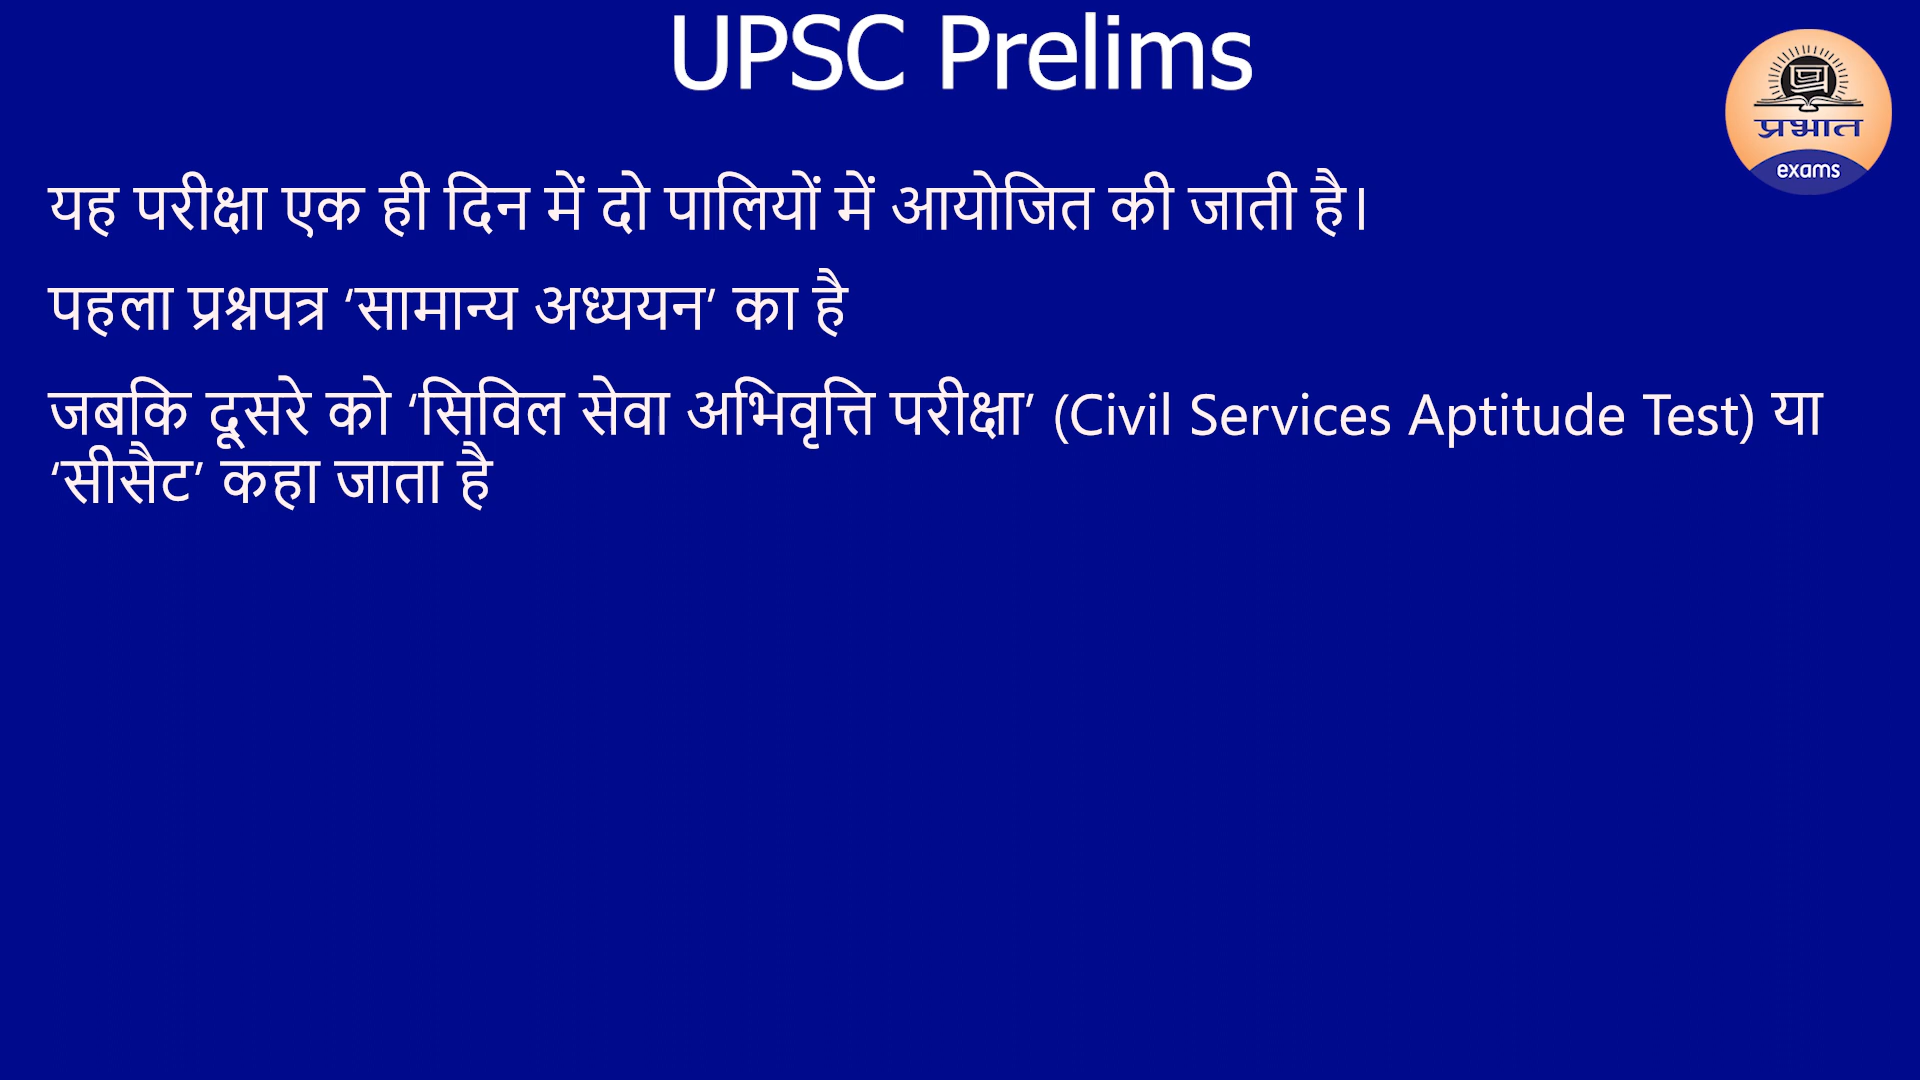 UPSC Prelims
प्रभात
exams
यह परीक्षा एक ही दिन में दो पालियों में आयोजित की जाती है।
पहला प्रश्नपत्र ‘सामान्य अध्ययन’ का है
जबकि दूसरे को ‘सिविल सेवा अभिवृत्ति परीक्षा’ (Civil Services Aptitude Test) या
‘सीसैट’ कहा जाता है